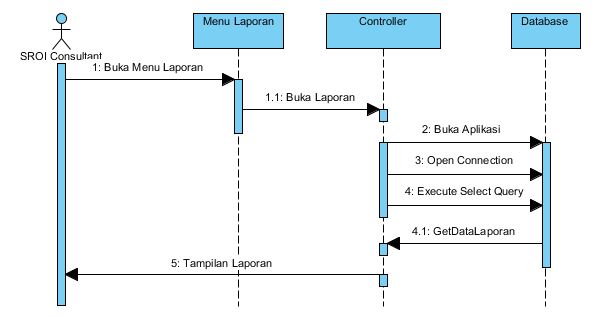 Menu Laporan
Controller
Database
SROI Consultant
1: Buka Menu Laporan
1.1: Buka Laporan
2: Buka Aplikasi
3: Open Connection
4: Execute Select Query
4.1: GetDataLaporan
5: Tampilan Laporan